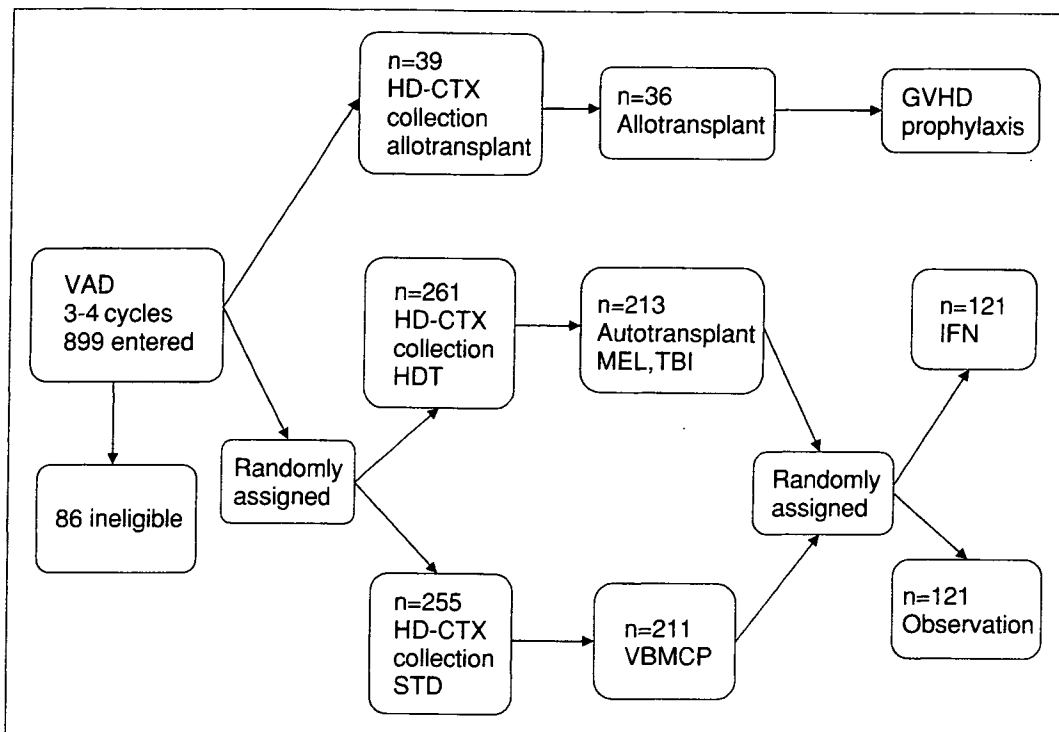 n=39
HD-CTX
collection
allotransplant
n=36
Allotransplant
GVHD
prophylaxis
VAD
3-4 cycles
899 entered
86 ineligible
Randomly
assigned
n=261
HD-CTX
collection
HDT
n=213
Autotransplant
MEL,TBI
n=255
HD-CTX
collection
STD
n=211
VBMCP
Randomly
assigned
n=121
IFN
n=121
Observation